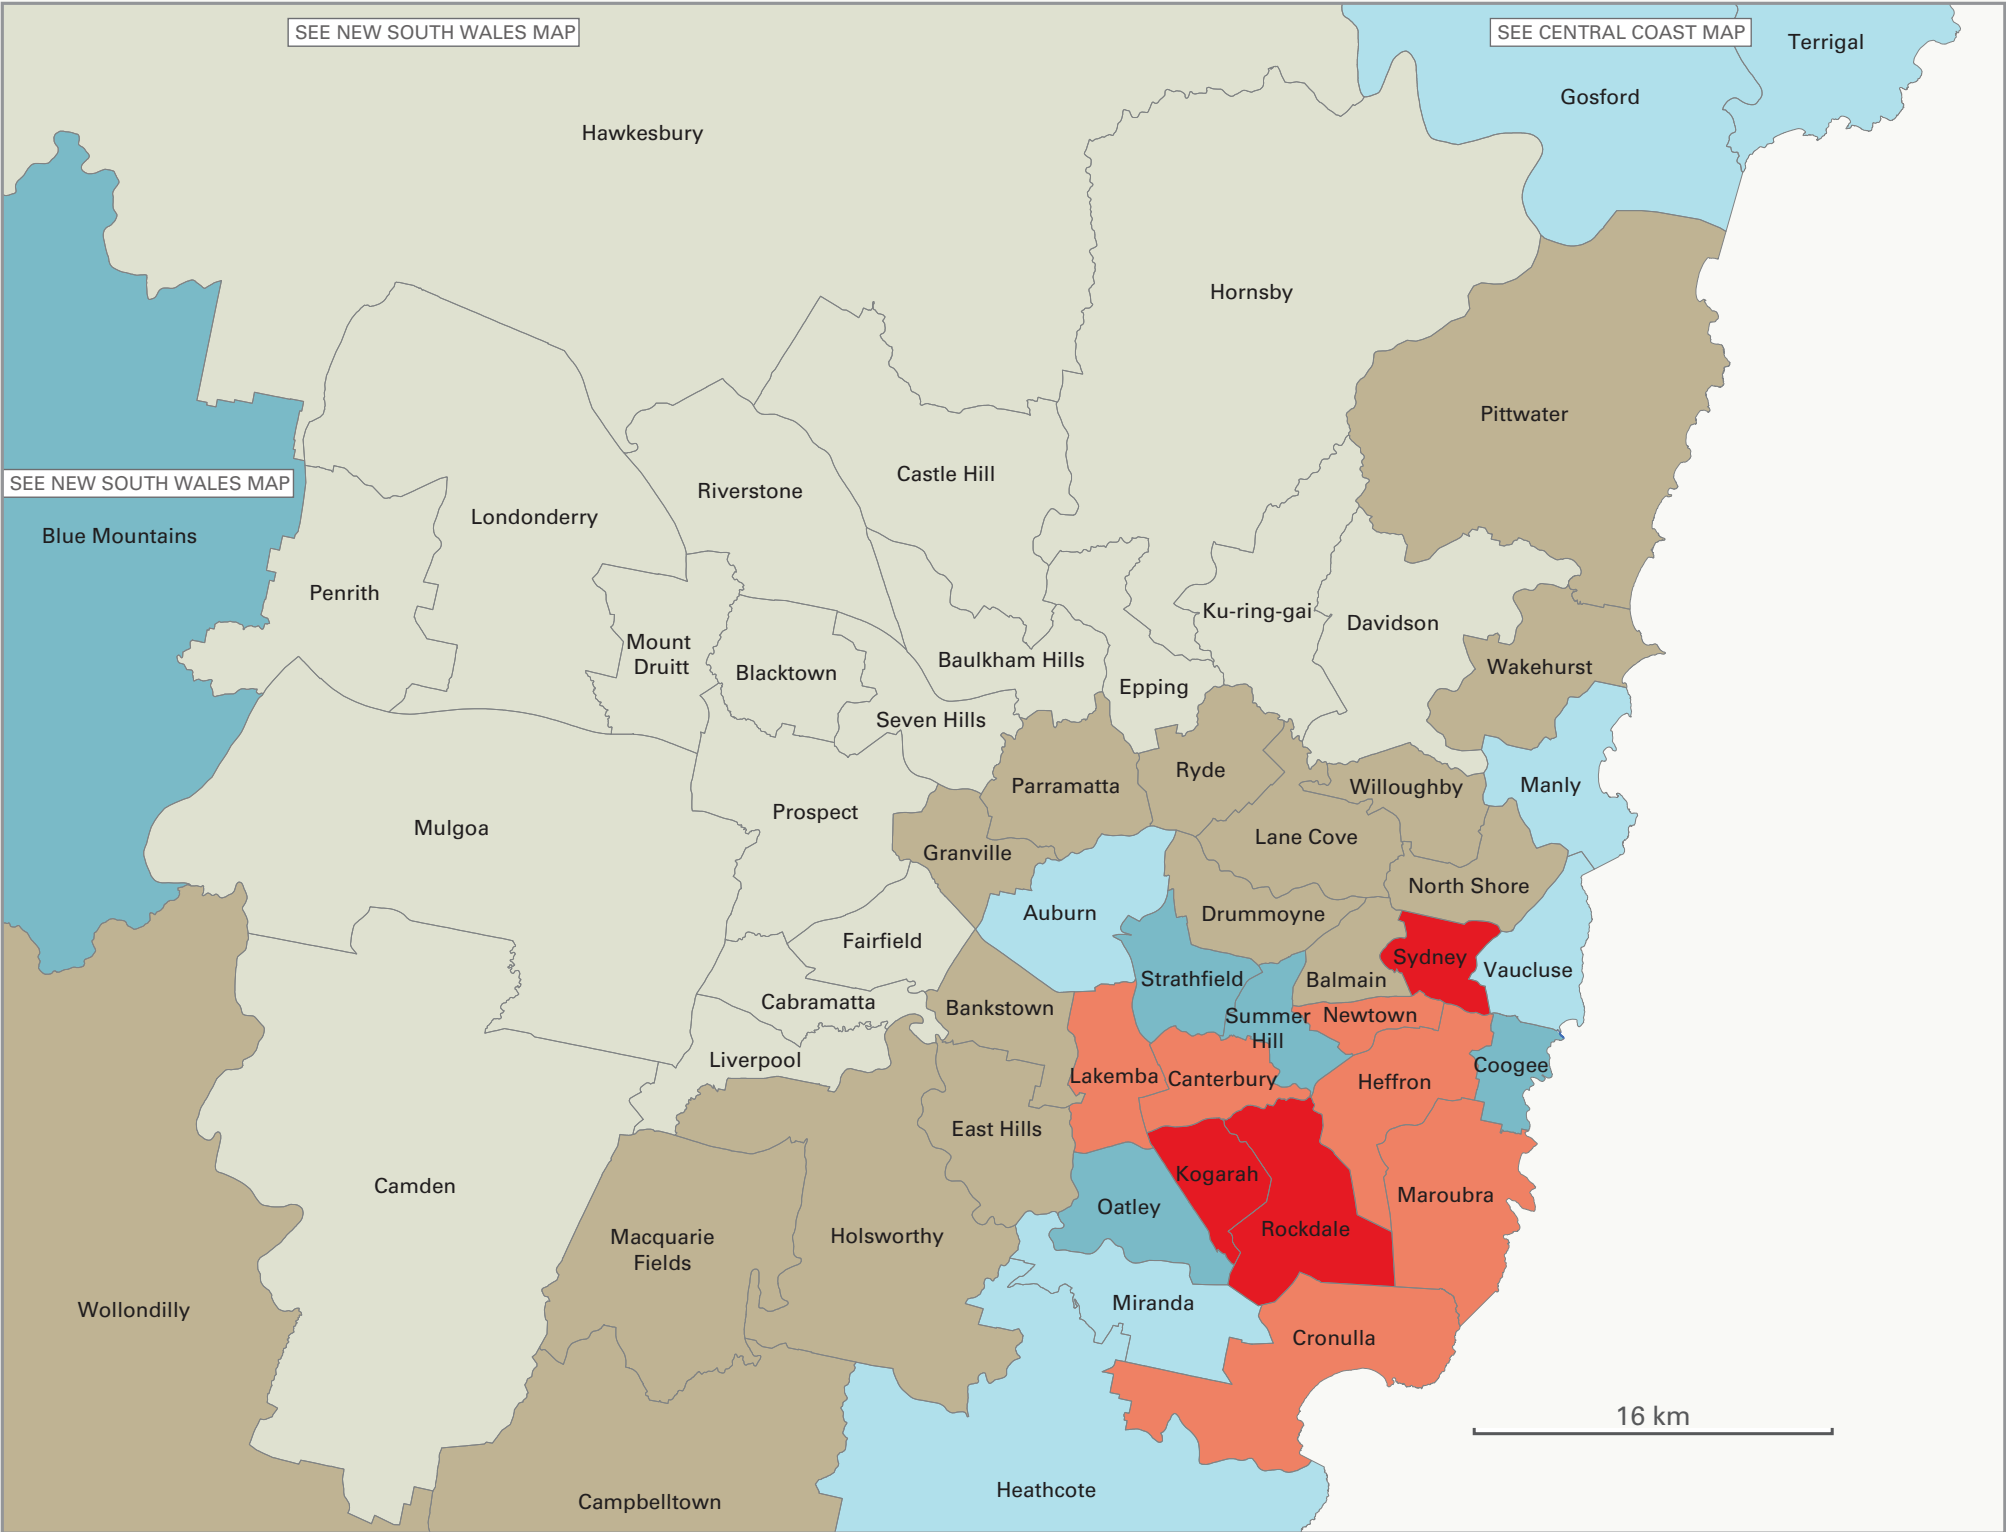 SEE NEW SOUTH WALES MAP
SEE CENTRAL COAST MAP
Terrigal
Gosford
Hawkesbury
Hornsby
Pittwater
Castle Hill
SEE NEW SOUTH WALES MAP
Riverstone
Londonderry
Blue Mountains
Penrith
Ku-ring-gai
Davidson
Mount
Druitt
Baulkham Hills
Wakehurst
Blacktown
Epping
Seven Hills
Ryde
Parramatta
Willoughby
Manly
Prospect
Mulgoa
Lane Cove
Granville
North Shore
Auburn
Drummoyne
Fairfield
Sydney
Vaucluse
Strathfield
Balmain
Cabramatta
Bankstown
Summer
Hill
Newtown
Liverpool
Coogee
Lakemba
Canterbury
Heffron
East Hills
Kogarah
Camden
Maroubra
Oatley
Rockdale
Macquarie
Fields
Holsworthy
Miranda
Wollondilly
Cronulla
16 km
Heathcote
Campbelltown